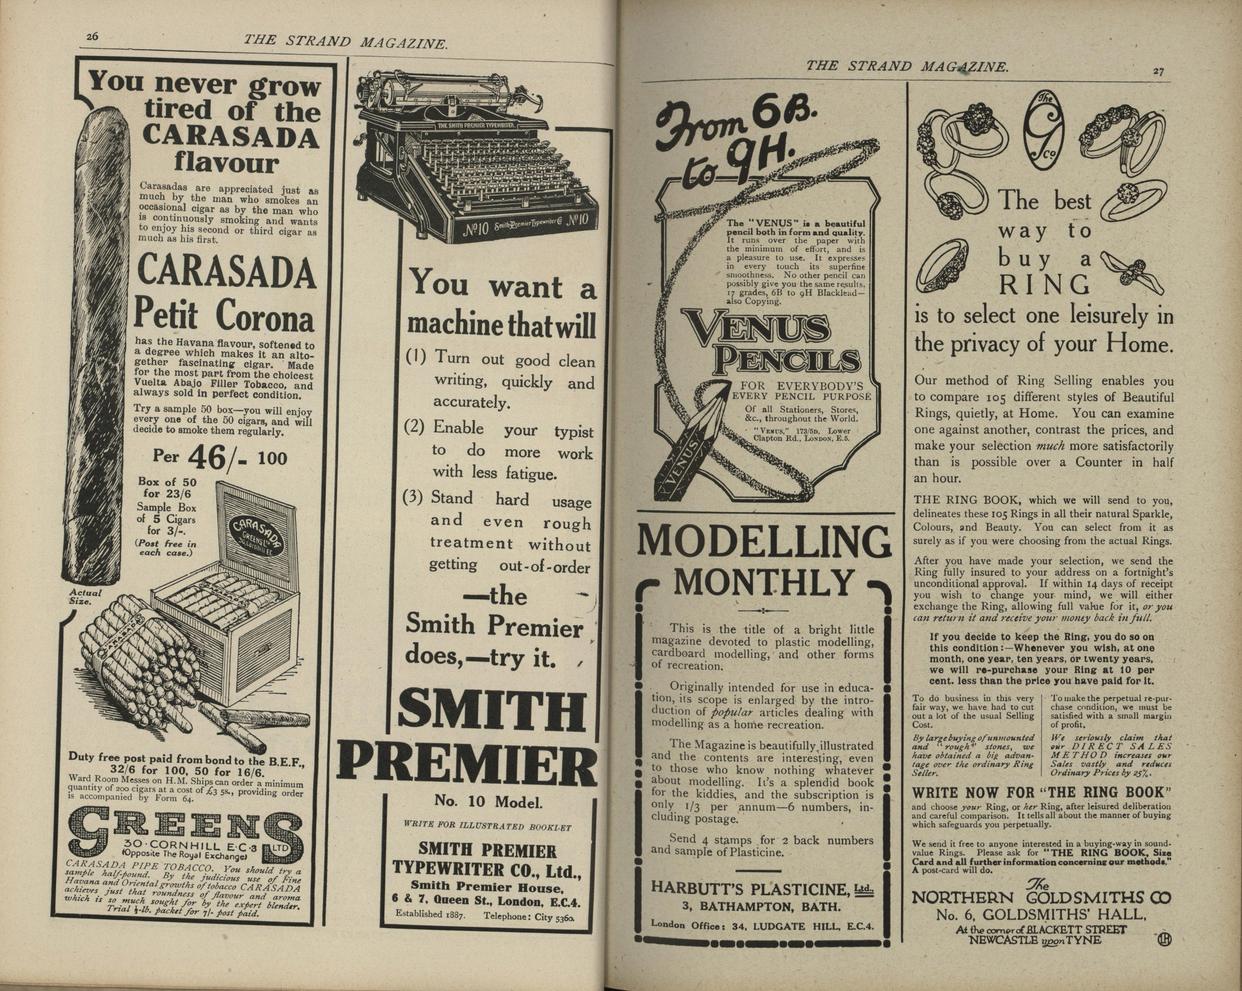 26
THE STRAND MAGAZINE.
You never grow
tired of the
CARASADA
flavour
Carasadas are appreciated just as
much by the man who smokes an
occasional cigar as by the man who
is continuously smoking and wants
to enjoy his second or third cigar as
much as his first.
CARASADA
Petit Corona
has the Havana flavour, softened to
a degree which makes it an alto-
gether fascinating cigar. Made
for the most part from the choicest
Vuelta Abajo Filler Tobacco, and
always sold in perfect condition.
Try a sample 50 box—you will enjoy
every one of the 50 cigars, and will
decide to smoke them regularly.
Per 46/- 100
Box of 50
for 23/6
Sample Box
of 5 Cigars
for 3/-.
(Post free in
each case.)
CARASADA
GREENS LTD
Actual
Size.
CARASADA
Duty free post paid from bond to the B.E.F.,
32/6 for 100, 50 for 16/6.
Ward Room Messes on H.M. Ships can order a minimum
quantity of 200 cigars at a cost of £3 5s., providing order
is accompanied by Form 64.
GREENS LTD
30·CORNHILL E·C·3
(Opposite The Royal Exchange)
CARASADA PIPE TOBACCO. You should try a
sample half-pound. By the judicious use of Fine
Havana and Oriental growths of tobacco CARASADA
achieves just that roundness of flavour and aroma
which is so much sought for by the expert blender.
Trial ½-lb. packet for 7/- post paid.
THE SMITH PREMIER TYPEWRITER.
No10 Smith Premier Typewriter Co No10
You want a
machine that will
(1) Turn out good clean
writing, quickly and
accurately.
(2) Enable your typist
to do more work
with less fatigue.
(3) Stand hard usage
and even rough
treatment without
getting out-of-order
—the
Smith Premier
does,—try it.
SMITH
PREMIER
No. 10 Model.
WRITE FOR ILLUSTRATED BOOKLET
SMITH PREMIER
TYPEWRITER CO., Ltd.,
Smith Premier House,
6 & 7, Queen St., London, E.C.4.
Established 1887. Telephone: City 5360.
THE STRAND MAGAZINE.
27
From 6B.
to 9H.
The "VENUS" is a beautiful
pencil both in form and quality.
It runs over the paper with
the minimum of effort, and is
a pleasure to use. It expresses
in every touch its superfine
smoothness. No other pencil can
possibly give you the same results.
17 grades, 6B to 9H Blacklead—
also Copying.
VENUS
PENCILS
FOR EVERYBODY'S
EVERY PENCIL PURPOSE
Of all Stationers, Stores,
&c., throughout the World.
"VENUS," 173/5D, Lower
Clapton Rd., LONDON, E.5.
VENUS
MODELLING
MONTHLY
This is the title of a bright little
magazine devoted to plastic modelling,
cardboard modelling, and other forms
of recreation.
Originally intended for use in educa-
tion, its scope is enlarged by the intro-
duction of popular articles dealing with
modelling as a home recreation.
The Magazine is beautifully illustrated
and the contents are interesting, even
to those who know nothing whatever
about modelling. It's a splendid book
for the kiddies, and the subscription is
only 1/3 per annum—6 numbers, in-
cluding postage.
Send 4 stamps for 2 back numbers
and sample of Plasticine.
HARBUTT'S PLASTICINE, Ltd.,
3, BATHAMPTON, BATH.
London Office: 34, LUDGATE HILL, E.C.4.
The
G
Co
The best
way to
buy a
RING
is to select one leisurely in
the privacy of your Home.
Our method of Ring Selling enables you
to compare 105 different styles of Beautiful
Rings, quietly, at Home. You can examine
one against another, contrast the prices, and
make your selection much more satisfactorily
than is possible over a Counter in half
an hour.
THE RING BOOK, which we will send to you,
delineates these 105 Rings in all their natural Sparkle,
Colours, and Beauty. You can select from it as
surely as if you were choosing from the actual Rings.
After you have made your selection, we send the
Ring fully insured to your address on a fortnight's
unconditional approval. If within 14 days of receipt
you wish to change your mind, we will either
exchange the Ring, allowing full value for it, or you
can return it and receive your money back in full.
If you decide to keep the Ring, you do so on
this condition:—Whenever you wish, at one
month, one year, ten years, or twenty years,
we will re-purchase your Ring at 10 per
cent. less than the price you have paid for it.
To do business in this very
fair way, we have had to cut
out a lot of the usual Selling
Cost.
By large buying of unmounted
and "rough" stones, we
have obtained a big advan-
tage over the ordinary Ring
Seller.
To make the perpetual re-pur-
chase condition, we must be
satisfied with a small margin
of profit.
We seriously claim that
our DIRECT SALES
METHOD increases our
Sales vastly and reduces
Ordinary Prices by 25%.
WRITE NOW FOR "THE RING BOOK"
and choose your Ring, or her Ring, after leisured deliberation
and careful comparison. It tells all about the manner of buying
which safeguards you perpetually.
We send it free to anyone interested in a buying-way in sound-
value Rings. Please ask for "THE RING BOOK, Size
Card and all further information concerning our methods."
A post-card will do.
The
NORTHERN GOLDSMITHS CO
No. 6, GOLDSMITHS' HALL,
At the corner of BLACKETT STREET
NEWCASTLE upon TYNE